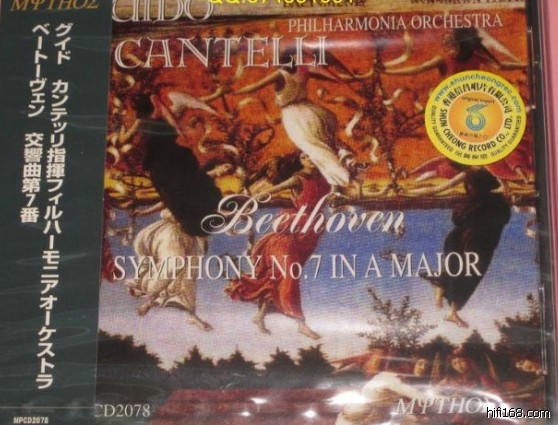 MΨTHOΣ
UIDO
PHILHARMONIA ORCHESTRA
CANTELLI
グイド カンテッリ指揮フィルハーモニアオーケストラ
ベートーヴェン 交響曲第7番
www.shuncheongrec.com
SHUN CHEONG RECORD CO.,
Beethoven
SYMPHONY No.7 IN A MAJOR
MPCD2078
CD2078
MΨTHO
hifi168.com